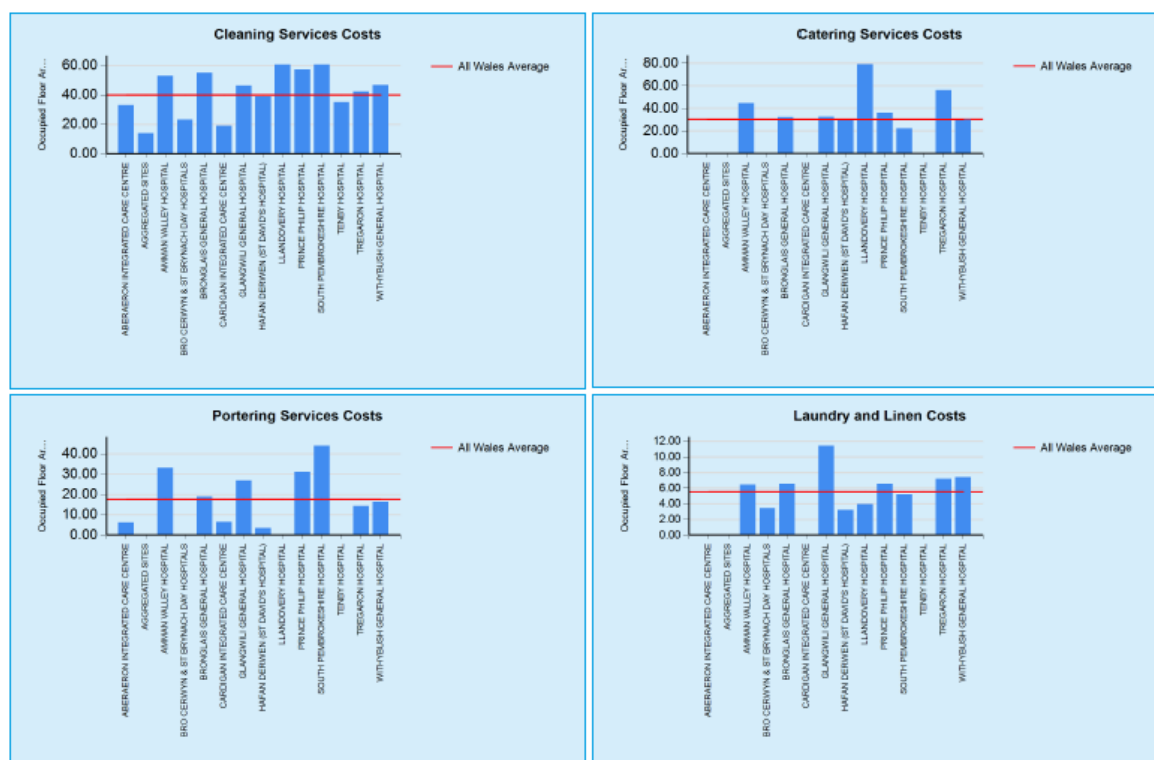 Cleaning Services Costs
Occupied Floor Ar...
60.00
40.00
20.00
0.00
All Wales Average
ABERAERON INTEGRATED CARE CENTRE
AGGREGATED SITES
AMMAN VALLEY HOSPITAL
BRO CERWYN & ST BRYNACH DAY HOSPITALS
BRONGLAIS GENERAL HOSPITAL
CARDIGAN INTEGRATED CARE CENTRE
GLANGWILI GENERAL HOSPITAL
HAFAN DERWEN (ST DAVID'S HOSPITAL)
LLANDOVERY HOSPITAL
PRINCE PHILIP HOSPITAL
SOUTH PEMBROKESHIRE HOSPITAL
TENBY HOSPITAL
TREGARON HOSPITAL
WITHYBUSH GENERAL HOSPITAL
Catering Services Costs
Occupied Floor Ar...
80.00
60.00
40.00
20.00
0.00
All Wales Average
ABERAERON INTEGRATED CARE CENTRE
AGGREGATED SITES
AMMAN VALLEY HOSPITAL
BRO CERWYN & ST BRYNACH DAY HOSPITALS
BRONGLAIS GENERAL HOSPITAL
CARDIGAN INTEGRATED CARE CENTRE
GLANGWILI GENERAL HOSPITAL
HAFAN DERWEN (ST DAVID'S HOSPITAL)
LLANDOVERY HOSPITAL
PRINCE PHILIP HOSPITAL
SOUTH PEMBROKESHIRE HOSPITAL
TENBY HOSPITAL
TREGARON HOSPITAL
WITHYBUSH GENERAL HOSPITAL
Portering Services Costs
Occupied Floor Ar...
40.00
30.00
20.00
10.00
0.00
All Wales Average
ABERAERON INTEGRATED CARE CENTRE
AGGREGATED SITES
AMMAN VALLEY HOSPITAL
BRO CERWYN & ST BRYNACH DAY HOSPITALS
BRONGLAIS GENERAL HOSPITAL
CARDIGAN INTEGRATED CARE CENTRE
GLANGWILI GENERAL HOSPITAL
HAFAN DERWEN (ST DAVID'S HOSPITAL)
LLANDOVERY HOSPITAL
PRINCE PHILIP HOSPITAL
SOUTH PEMBROKESHIRE HOSPITAL
TENBY HOSPITAL
TREGARON HOSPITAL
WITHYBUSH GENERAL HOSPITAL
Laundry and Linen Costs
Occupied Floor Ar...
12.00
10.00
8.00
6.00
4.00
2.00
0.00
All Wales Average
ABERAERON INTEGRATED CARE CENTRE
AGGREGATED SITES
AMMAN VALLEY HOSPITAL
BRO CERWYN & ST BRYNACH DAY HOSPITALS
BRONGLAIS GENERAL HOSPITAL
CARDIGAN INTEGRATED CARE CENTRE
GLANGWILI GENERAL HOSPITAL
HAFAN DERWEN (ST DAVID'S HOSPITAL)
LLANDOVERY HOSPITAL
PRINCE PHILIP HOSPITAL
SOUTH PEMBROKESHIRE HOSPITAL
TENBY HOSPITAL
TREGARON HOSPITAL
WITHYBUSH GENERAL HOSPITAL